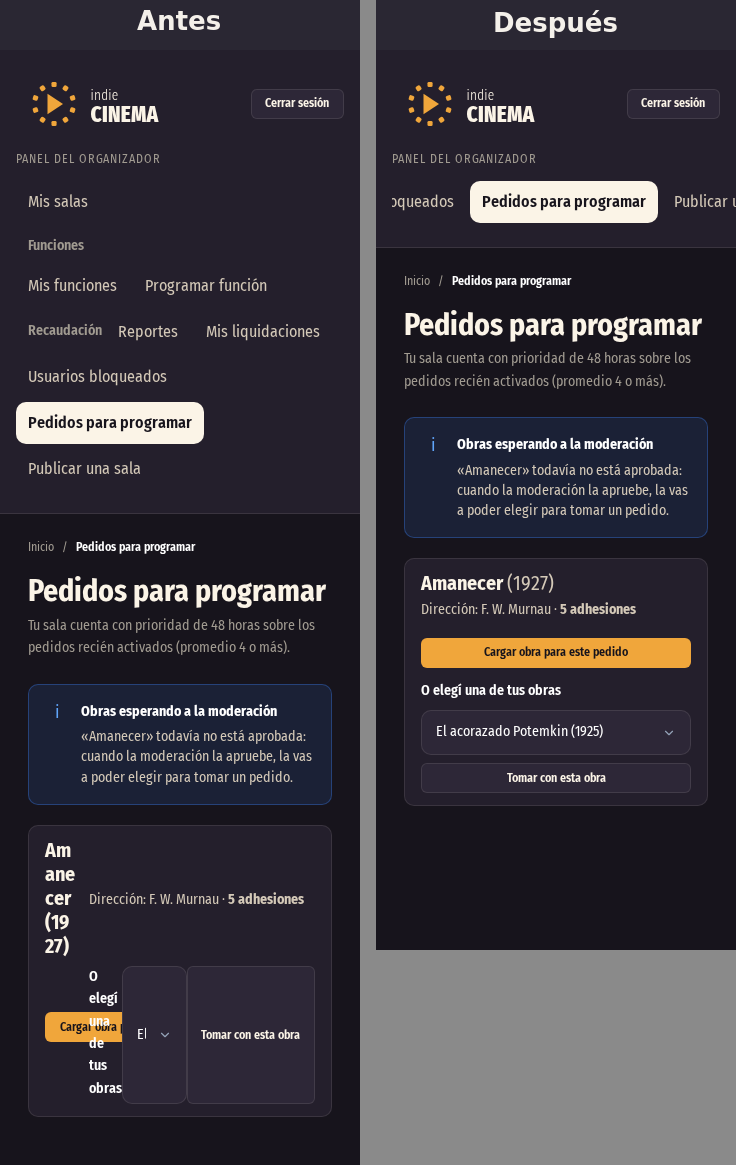 Antes
indie
CINEMA
Cerrar sesión
PANEL DEL ORGANIZADOR
Mis salas
Funciones
Mis funciones Programar función
Recaudación Reportes Mis liquidaciones
Usuarios bloqueados
Pedidos para programar
Publicar una sala
Inicio / Pedidos para programar
Pedidos para programar
Tu sala cuenta con prioridad de 48 horas sobre los
pedidos recién activados (promedio 4 o más).
i Obras esperando a la moderación
«Amanecer» todavía no está aprobada:
cuando la moderación la apruebe, la vas
a poder elegir para tomar un pedido.
Am
ane
cer
(19
27)
Dirección: F. W. Murnau · 5 adhesiones
Cargar obra p
O
elegí
una
de
tus
obras
El
Tomar con esta obra
Después
indie
CINEMA
Cerrar sesión
PANEL DEL ORGANIZADOR
oqueados Pedidos para programar Publicar u
Inicio / Pedidos para programar
Pedidos para programar
Tu sala cuenta con prioridad de 48 horas sobre los
pedidos recién activados (promedio 4 o más).
i Obras esperando a la moderación
«Amanecer» todavía no está aprobada:
cuando la moderación la apruebe, la vas
a poder elegir para tomar un pedido.
Amanecer (1927)
Dirección: F. W. Murnau · 5 adhesiones
Cargar obra para este pedido
O elegí una de tus obras
El acorazado Potemkin (1925)
Tomar con esta obra